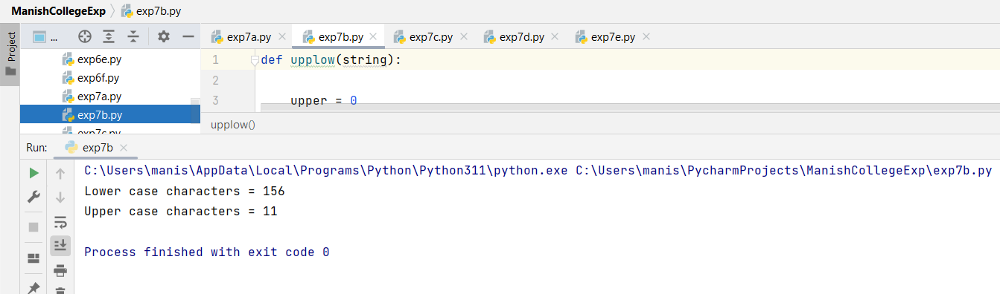 ManishCollegeExp exp7b.py
Project
...
exp6e.py
exp6f.py
exp7a.py
exp7b.py
exp7c.py
exp7a.py exp7b.py exp7c.py exp7d.py exp7e.py
1 def upplow(string):
2
3 upper = 0
upplow()
Run: exp7b
C:\Users\manis\AppData\Local\Programs\Python\Python311\python.exe C:\Users\manis\PycharmProjects\ManishCollegeExp\exp7b.py
Lower case characters = 156
Upper case characters = 11
Process finished with exit code 0